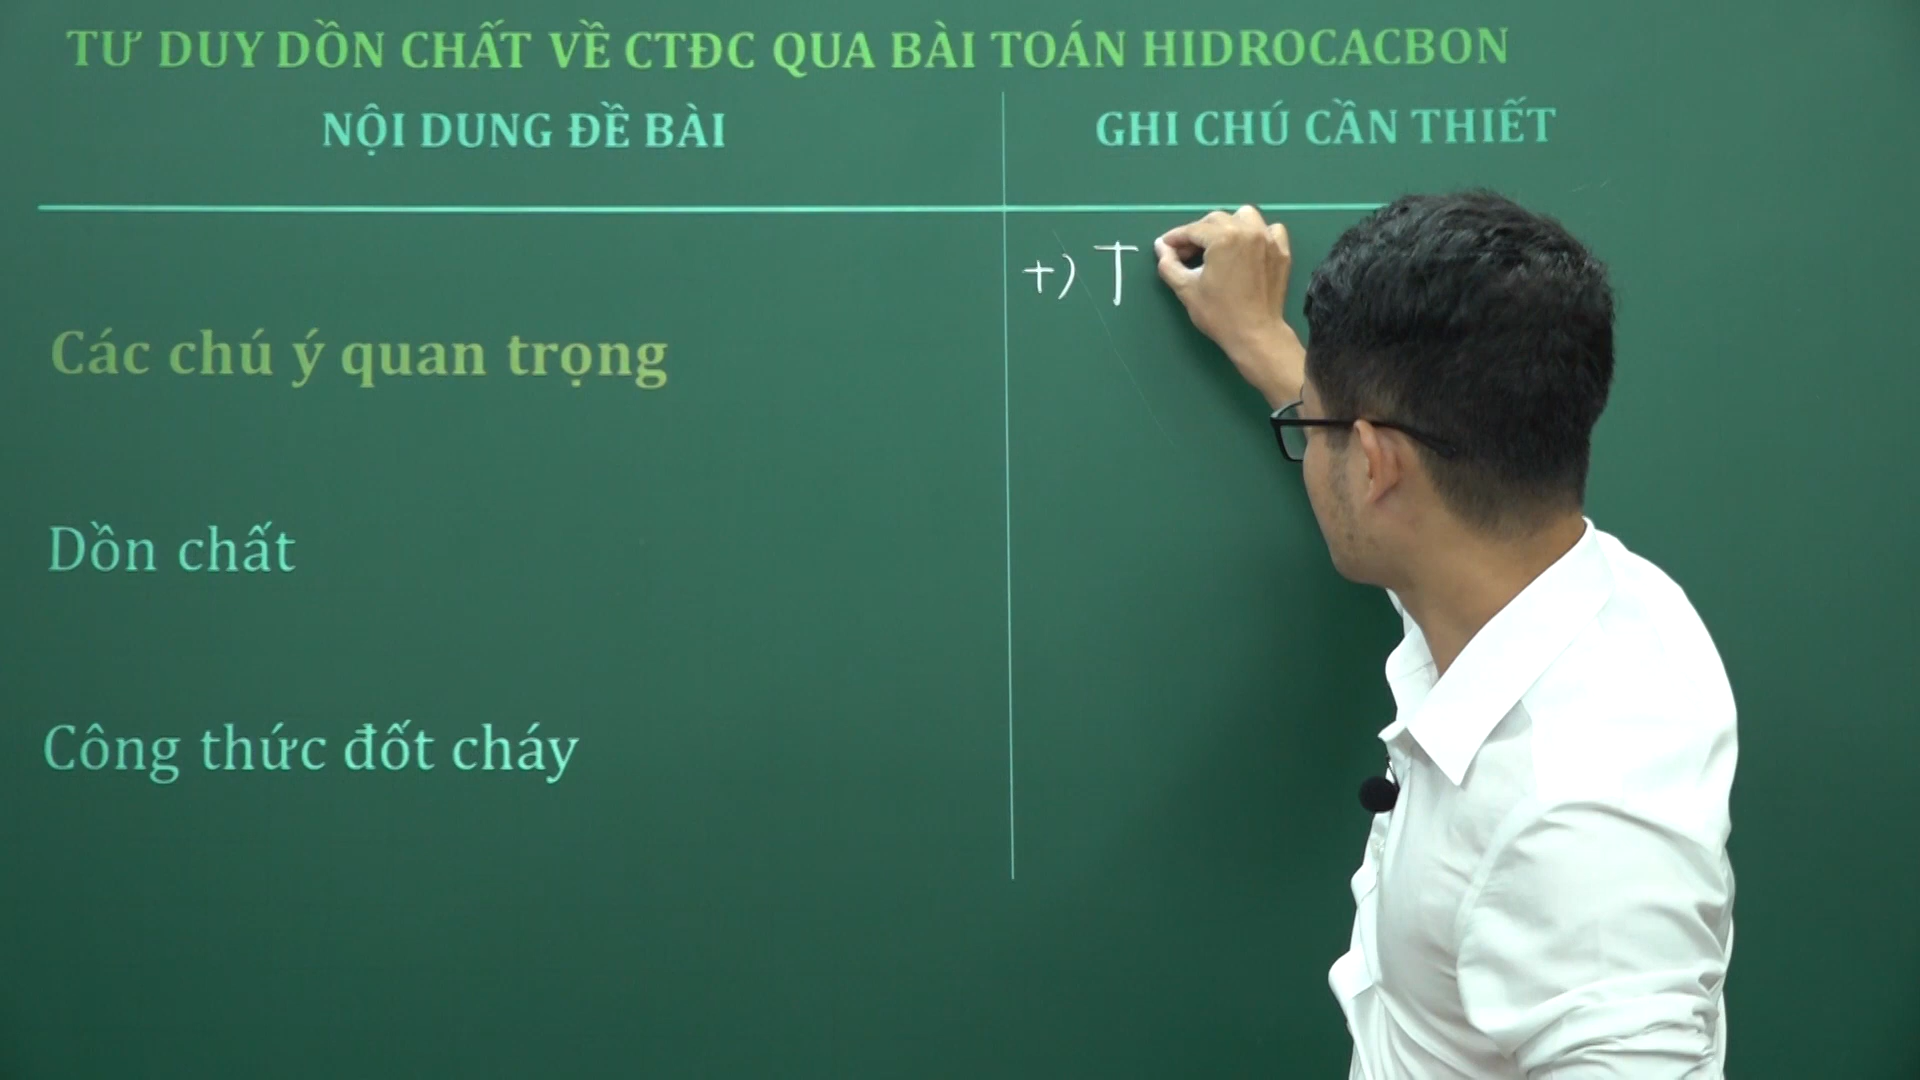 TƯ DUY DỒN CHẤT VỀ CTĐC QUA BÀI TOÁN HIDROCACBON
NỘI DUNG ĐỀ BÀI
GHI CHÚ CẦN THIẾT
+) T
Các chú ý quan trọng
Dồn chất
Công thức đốt cháy